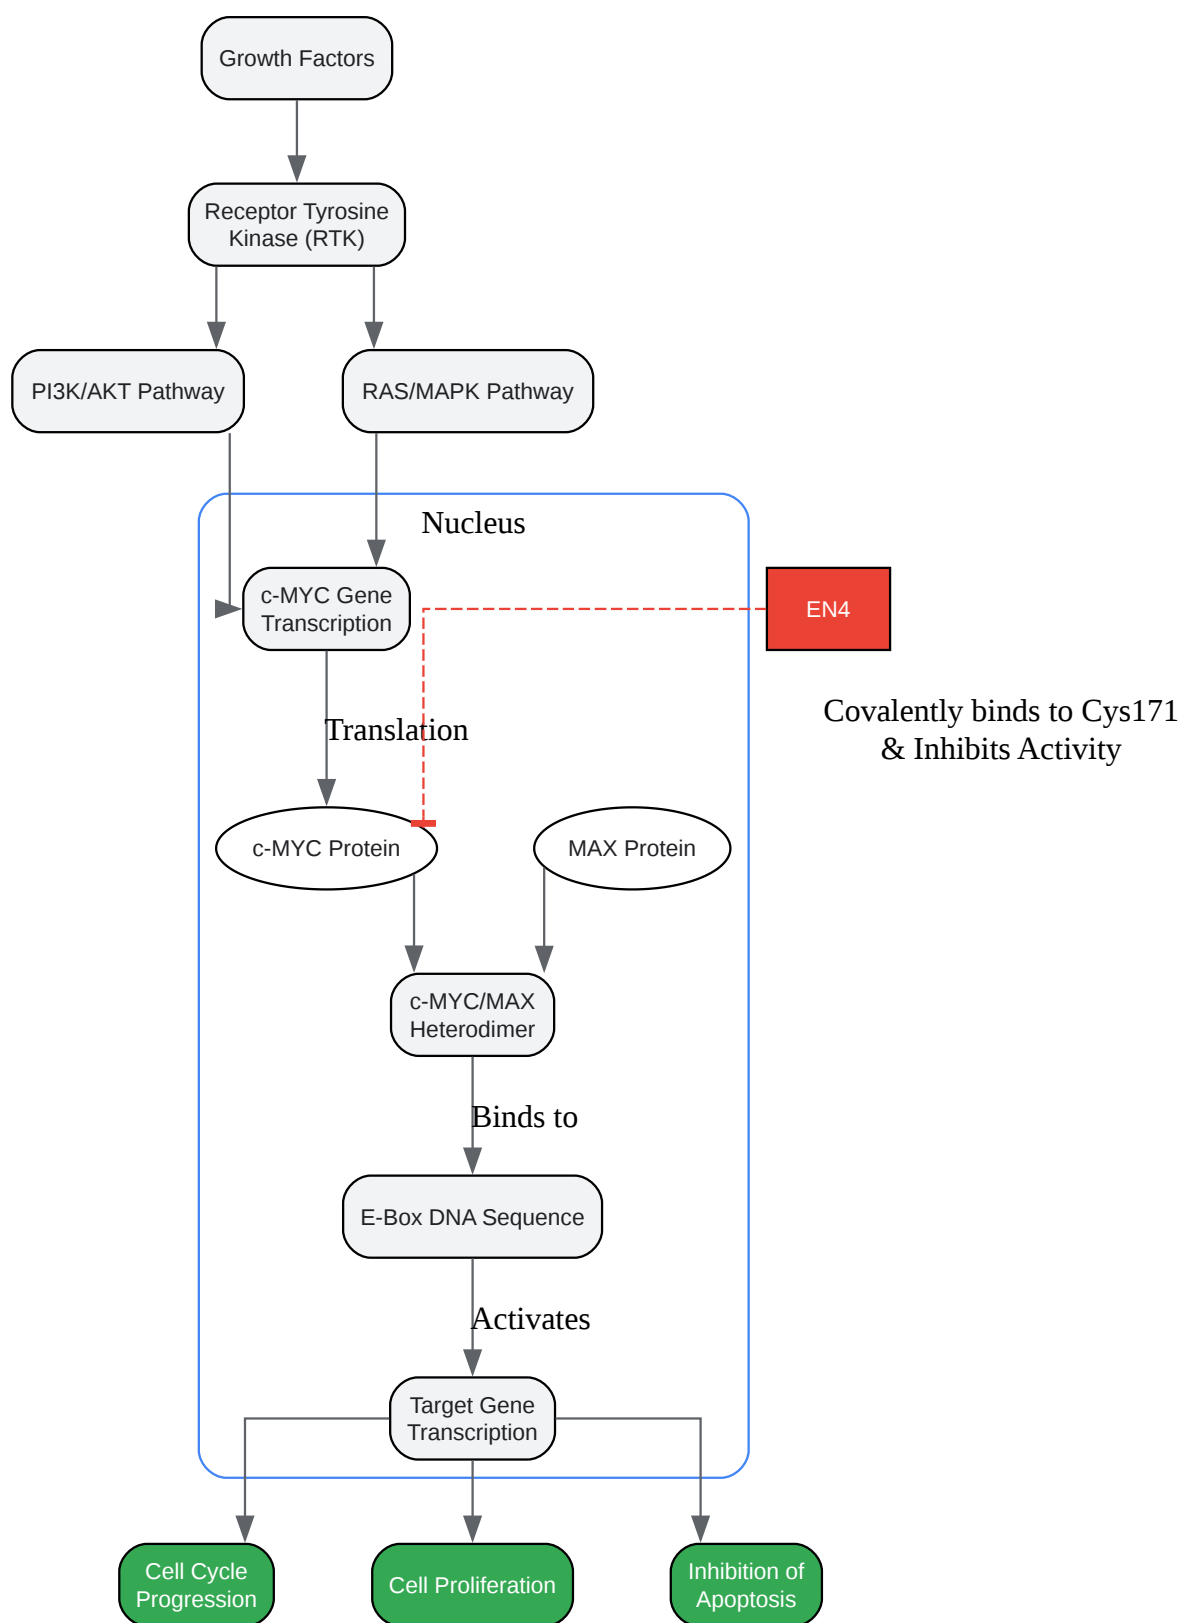 Growth Factors
Receptor Tyrosine
Kinase (RTK)
PI3K/AKT Pathway
RAS/MAPK Pathway
Nucleus
c-MYC Gene
Transcription
EN4
Covalently binds to Cys171
& Inhibits Activity
Translation
c-MYC Protein
MAX Protein
c-MYC/MAX
Heterodimer
Binds to
E-Box DNA Sequence
Activates
Target Gene
Transcription
Cell Cycle
Progression
Cell Proliferation
Inhibition of
Apoptosis